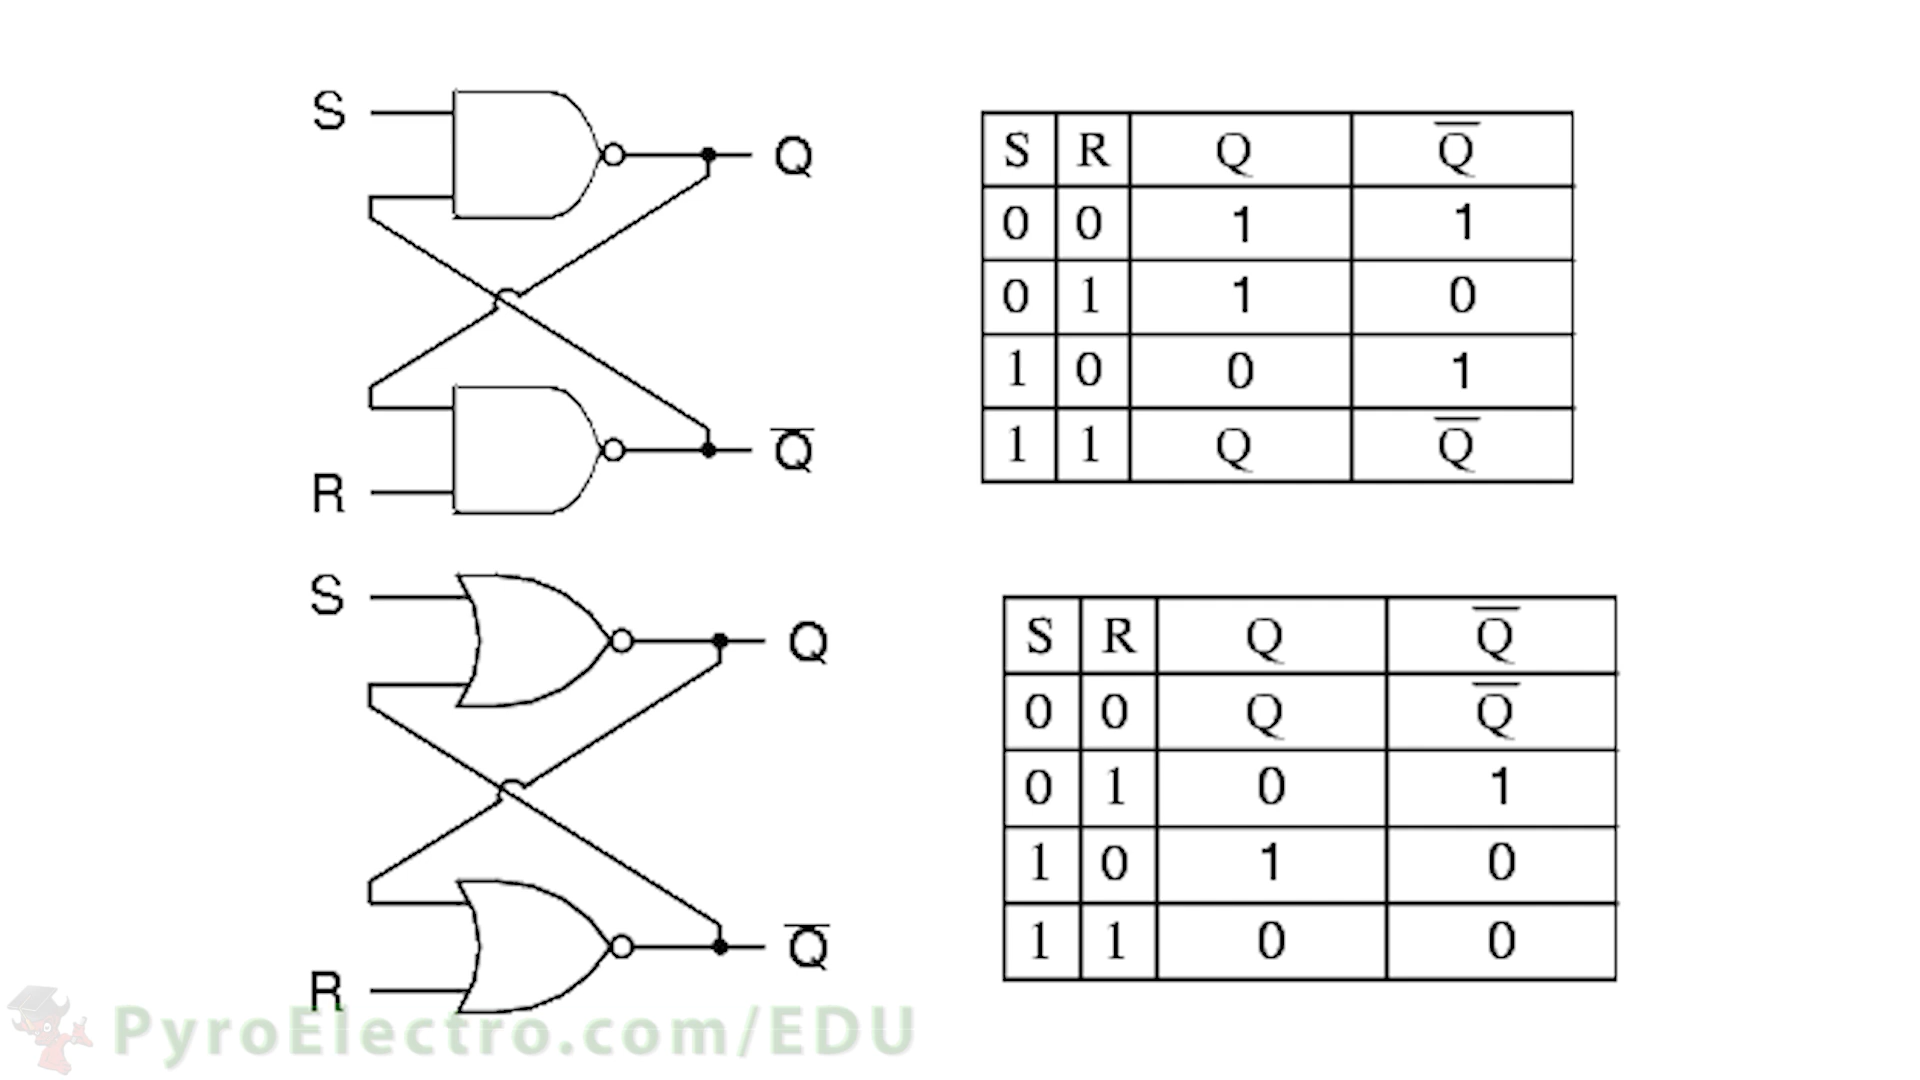 S
Q
R
Q̅
S R Q Q̅
0 0 1 1
0 1 1 0
1 0 0 1
1 1 Q Q̅
S
Q
R
Q̅
S R Q Q̅
0 0 Q Q̅
0 1 0 1
1 0 1 0
1 1 0 0
PyroElectro.com/EDU